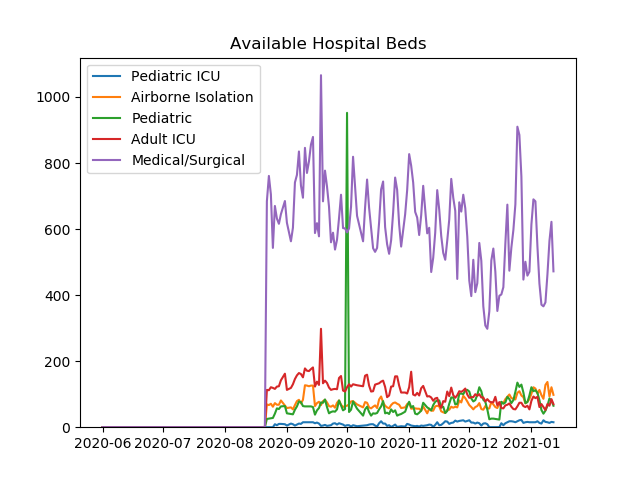 Available Hospital Beds
Pediatric ICU
Airborne Isolation
Pediatric
Adult ICU
Medical/Surgical
1000
800
600
400
200
0
2020-06 2020-07 2020-08 2020-09 2020-10 2020-11 2020-12 2021-01